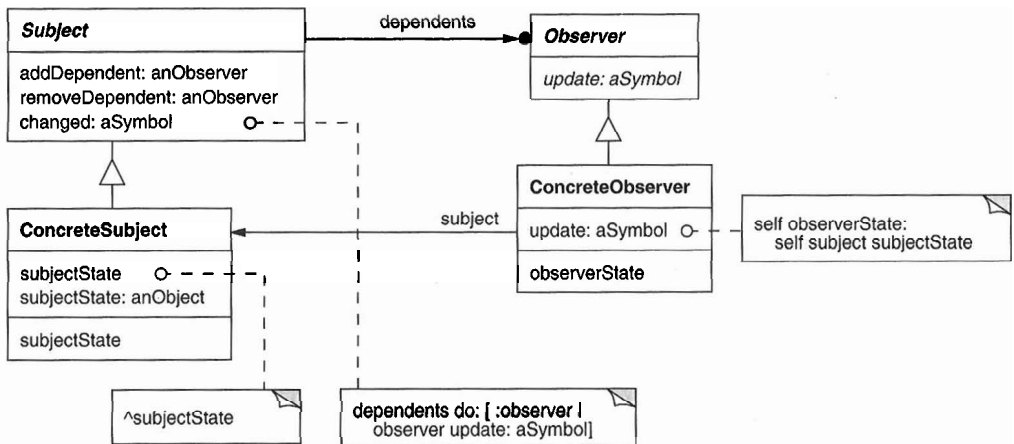 Subject
addDependent: anObserver
removeDependent: anObserver
changed: aSymbol
dependents
Observer
update: aSymbol
ConcreteSubject
subjectState
subjectState: anObject
subjectState
subject
ConcreteObserver
update: aSymbol
observerState
self observerState:
self subject subjectState
^subjectState
dependents do: [ :observer |
observer update: aSymbol]